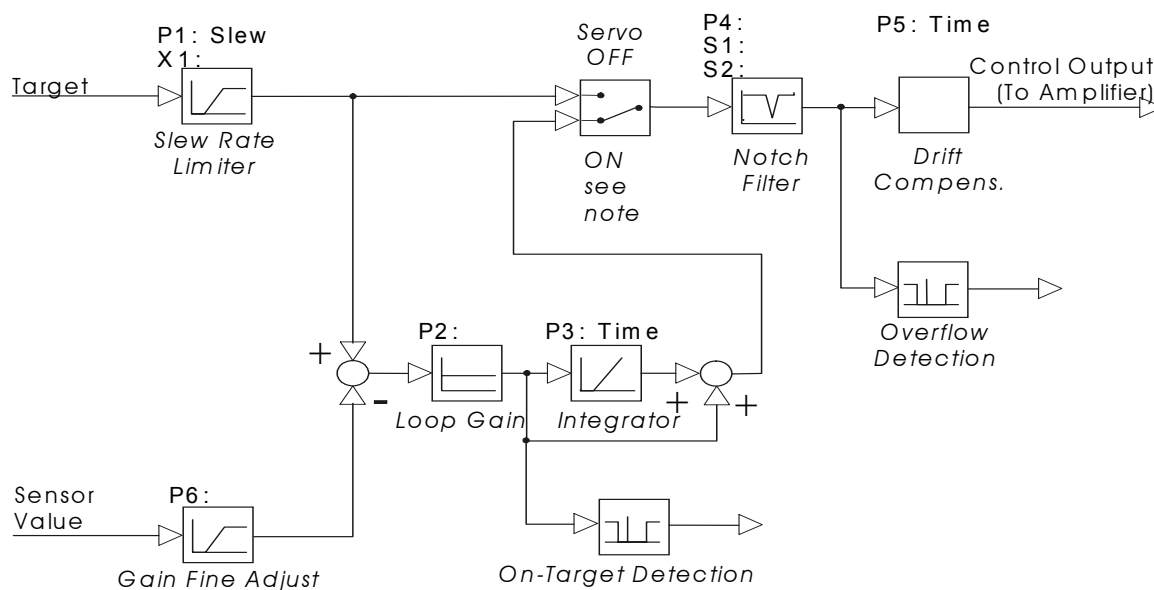 P1: Slew
X1:
Target
Slew Rate
Limiter
Servo
OFF
ON
see
note
P4:
S1:
S2:
Notch
Filter
P5: Time
Control Output
(To Amplifier)
Drift
Compens.
Overflow
Detection
+
-
P2:
Loop Gain
P3: Time
Integrator
+
+
Sensor
Value
P6:
Gain Fine Adjust
On-Target Detection